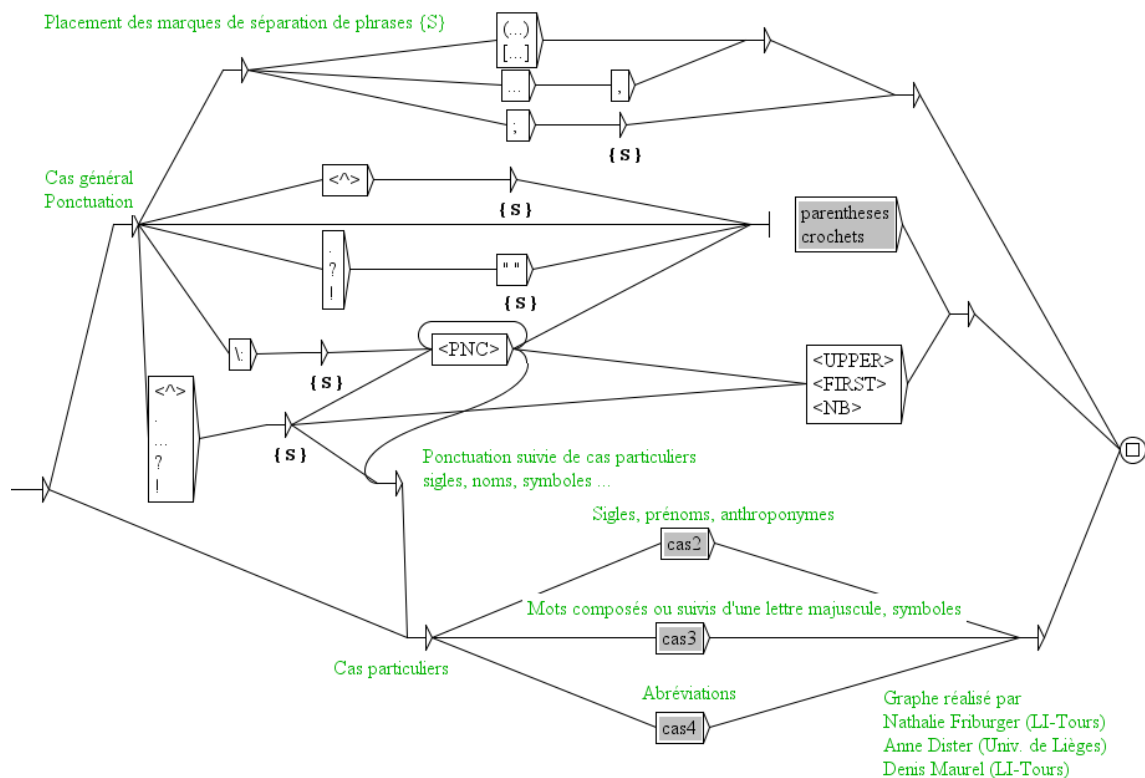 Placement des marques de séparation de phrases {S}
(...)
[...]
...
,
;
{ S }
Cas général
Ponctuation
<^>
{ S }
parentheses
crochets
.
?
!
" "
{ S }
\:
{ S }
<PNC>
<UPPER>
<FIRST>
<NB>
<^>
.
...
?
!
{ S }
Ponctuation suivie de cas particuliers
sigles, noms, symboles ...
Sigles, prénoms, anthroponymes
cas2
Mots composés ou suivis d'une lettre majuscule, symboles
cas3
Cas particuliers
Abréviations
cas4
Graphe réalisé par
Nathalie Friburger (LI-Tours)
Anne Dister (Univ. de Lièges)
Denis Maurel (LI-Tours)